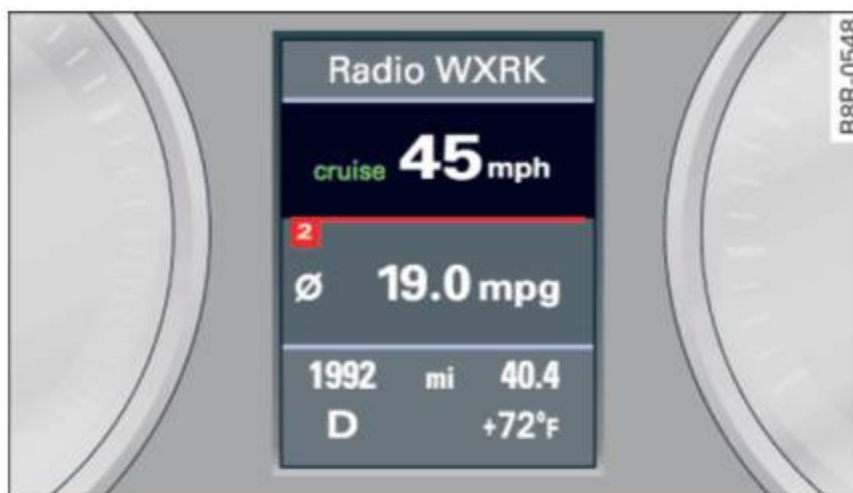 Radio WXRK
cruise 45 mph
2
ø 19.0 mpg
1992 mi 40.4
D +72°F
B8R-0548